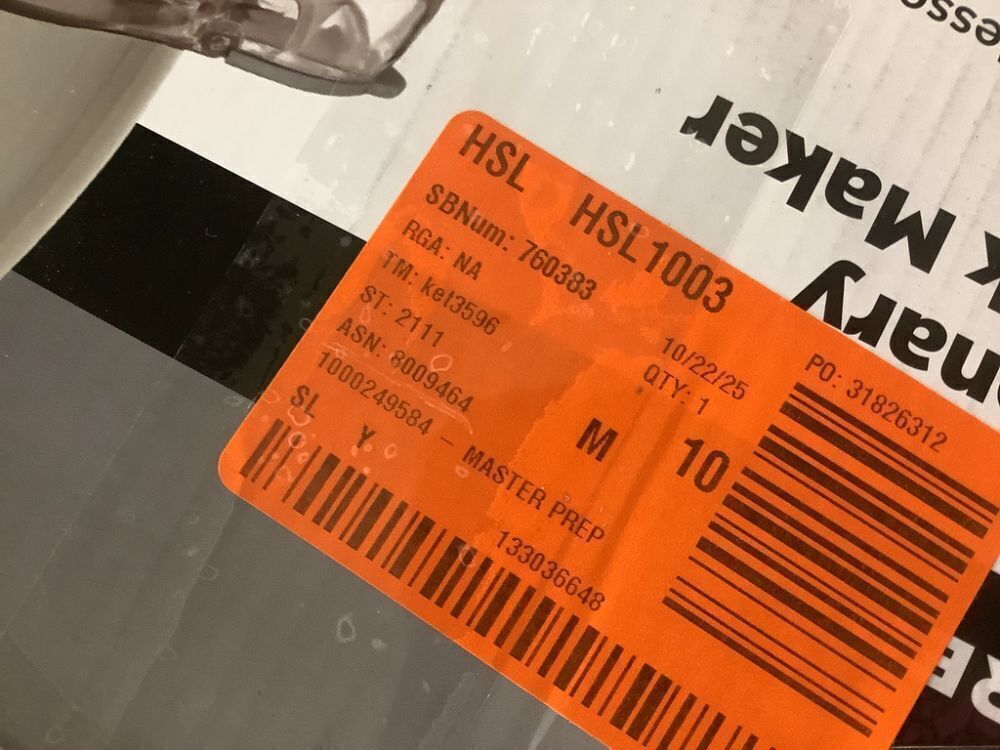 HSL HSL1003
SBNum: 760383
RGA: NA
TM: ket3596
ST: 2111
ASN: 8009464
1000249584 - MASTER PREP
SL Y
133036648
10/22/25
QTY: 1
M 10
PO: 31826312
Maker